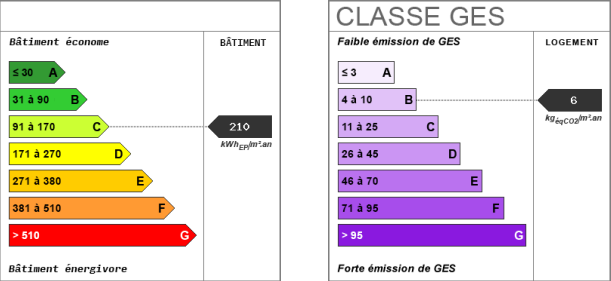 Bâtiment économe
BÂTIMENT
≤ 30 A
31 à 90 B
91 à 170 C
210
kWhEP/m².an
171 à 270 D
271 à 380 E
381 à 510 F
> 510 G
Bâtiment énergivore
CLASSE GES
Faible émission de GES
LOGEMENT
≤ 3 A
4 à 10 B
6
kgéqCO2/m².an
11 à 25 C
26 à 45 D
46 à 70 E
71 à 95 F
> 95 G
Forte émission de GES